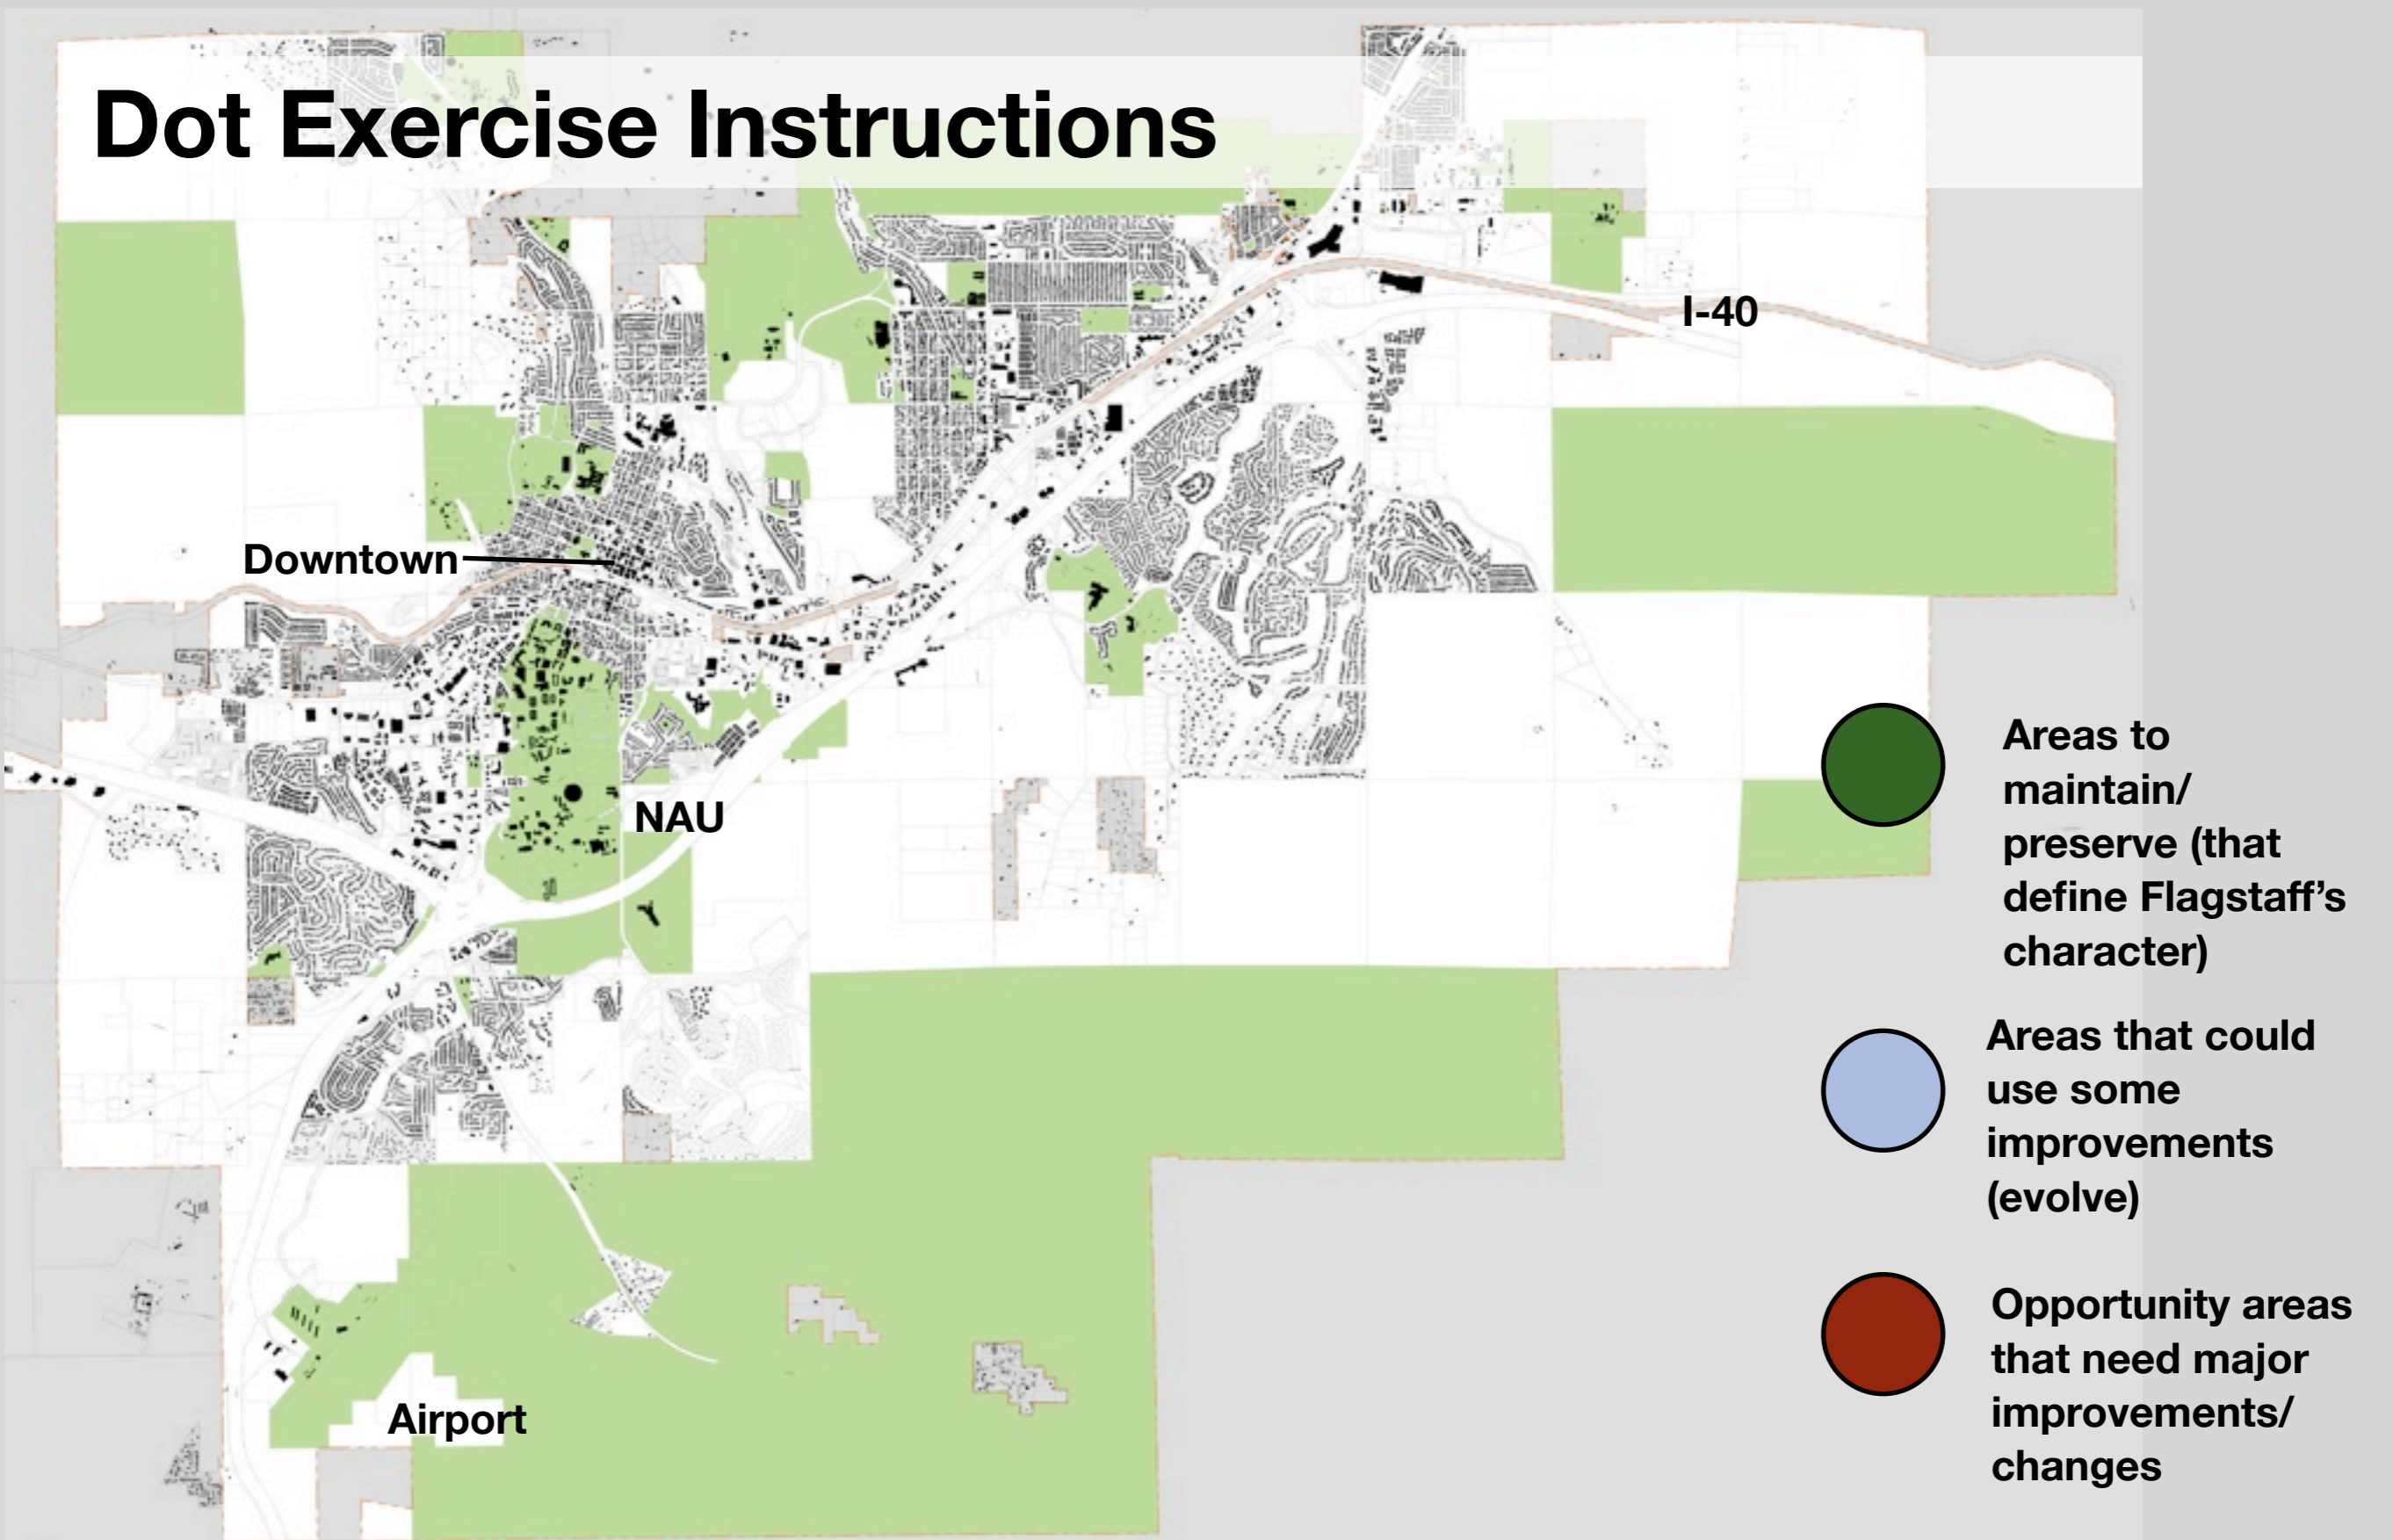 Dot Exercise Instructions
I-40
Downtown
NAU
Airport
Areas to
maintain/
preserve (that
define Flagstaff’s
character)
Areas that could
use some
improvements
(evolve)
Opportunity areas
that need major
improvements/
changes